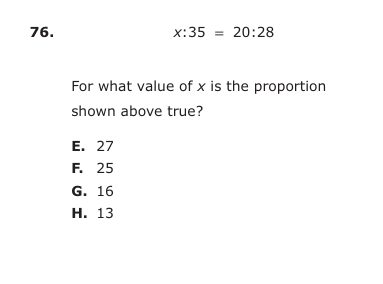 76. x:35 = 20:28
For what value of x is the proportion
shown above true?
E. 27
F. 25
G. 16
H. 13